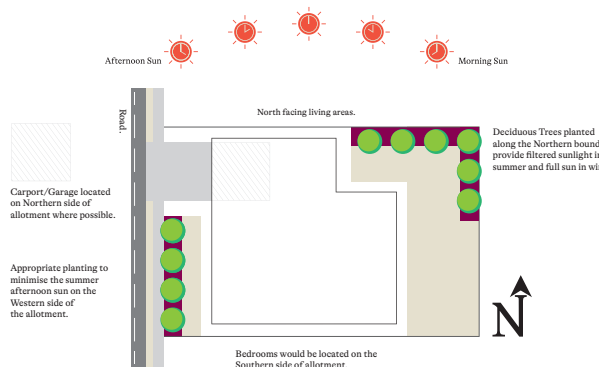 Afternoon Sun
Morning Sun
Road.
North facing living areas.
Deciduous Trees planted
along the Northern bound
provide filtered sunlight in
summer and full sun in win
Carport/Garage located
on Northern side of
allotment where possible.
Appropriate planting to
minimise the summer
afternoon sun on the
Western side of
the allotment.
N
Bedrooms would be located on the
Southern side of allotment.